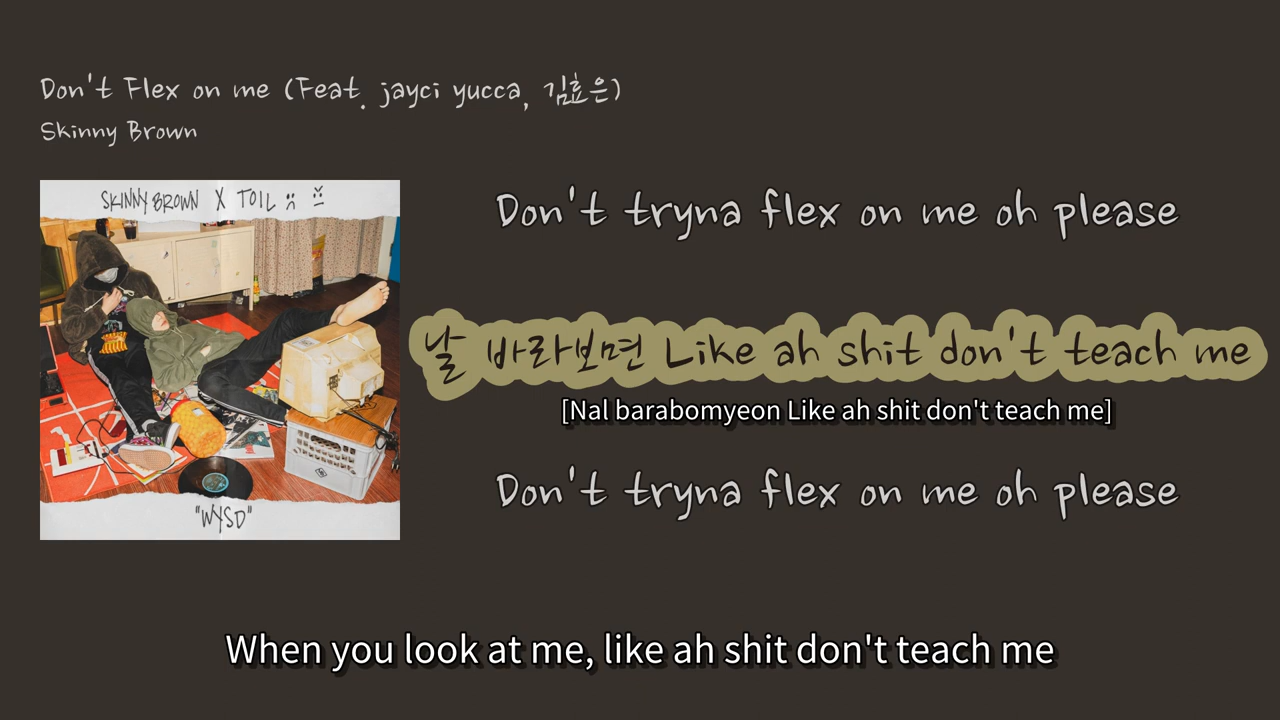 Don't Flex on me (Feat. jayci yucca, 김효은)
Skinny Brown
SKINNY BROWN X TOIL
"WYSD"
Don't tryna flex on me oh please
날 바라보면 Like ah shit don't teach me
[Nal barabomyeon Like ah shit don't teach me]
Don't tryna flex on me oh please
When you look at me, like ah shit don't teach me